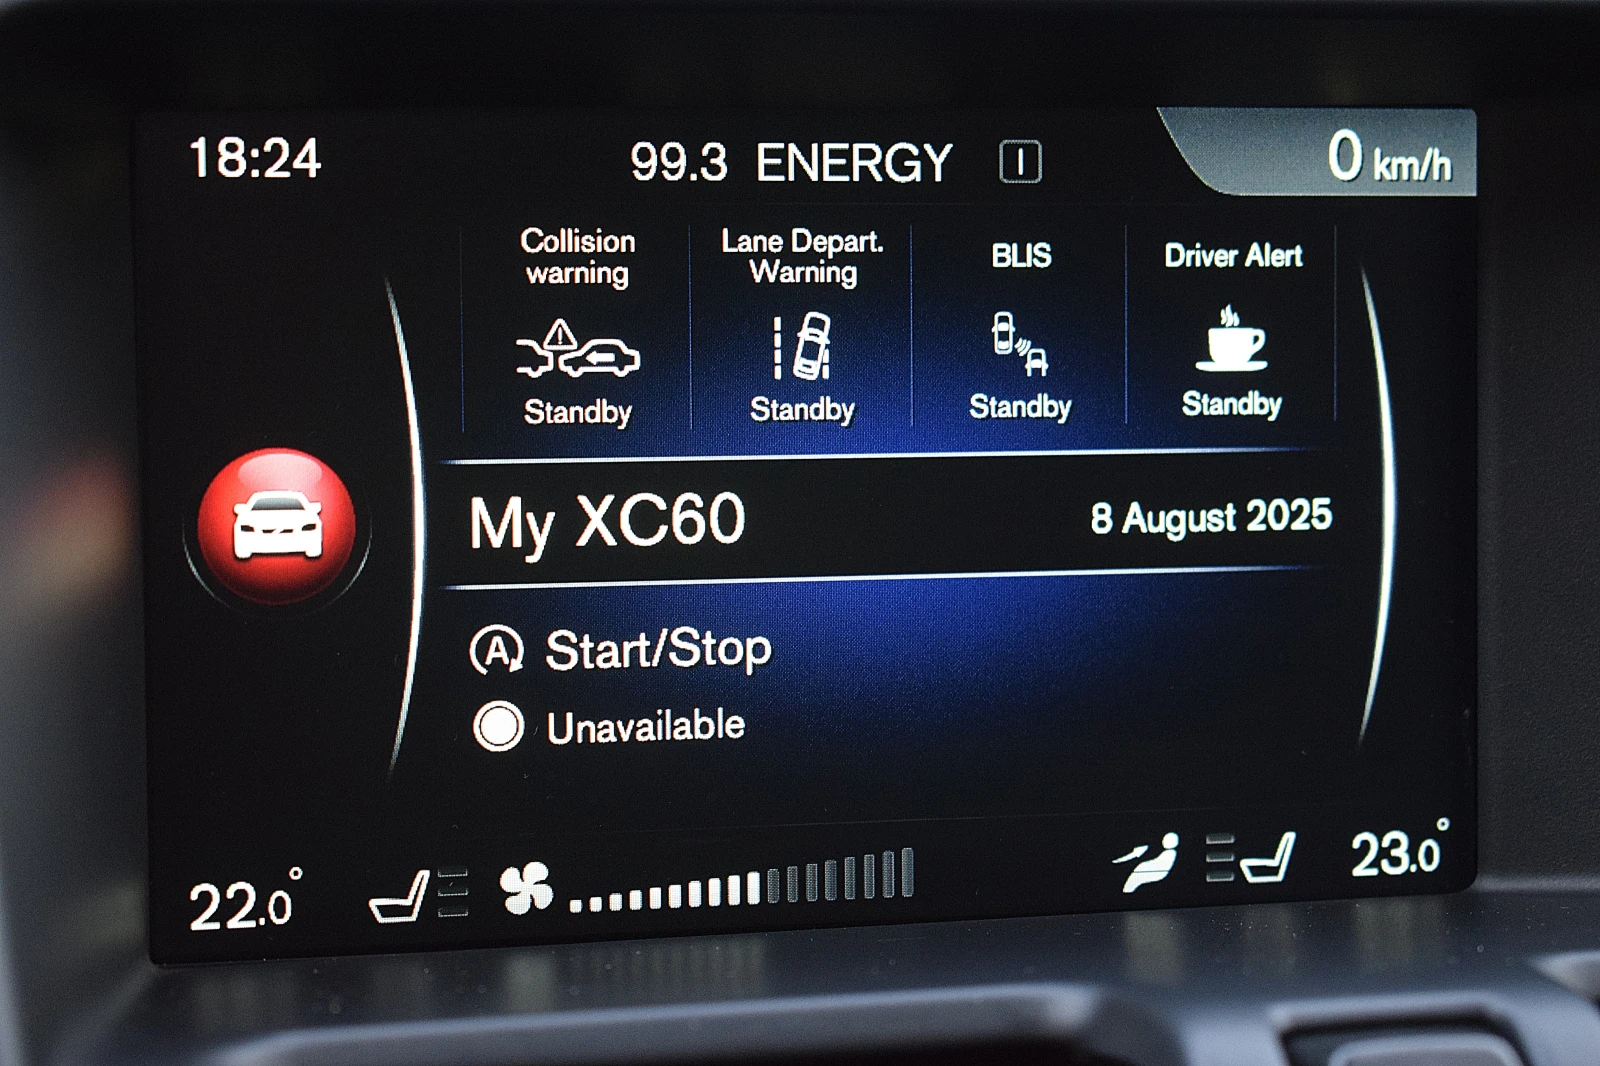 18:24
99.3 ENERGY I
0 km/h
Collision
warning
Lane Depart.
Warning
BLIS
Driver Alert
Standby
Standby
Standby
Standby
My XC60
8 August 2025
A Start/Stop
Unavailable
22.0°
23.0°